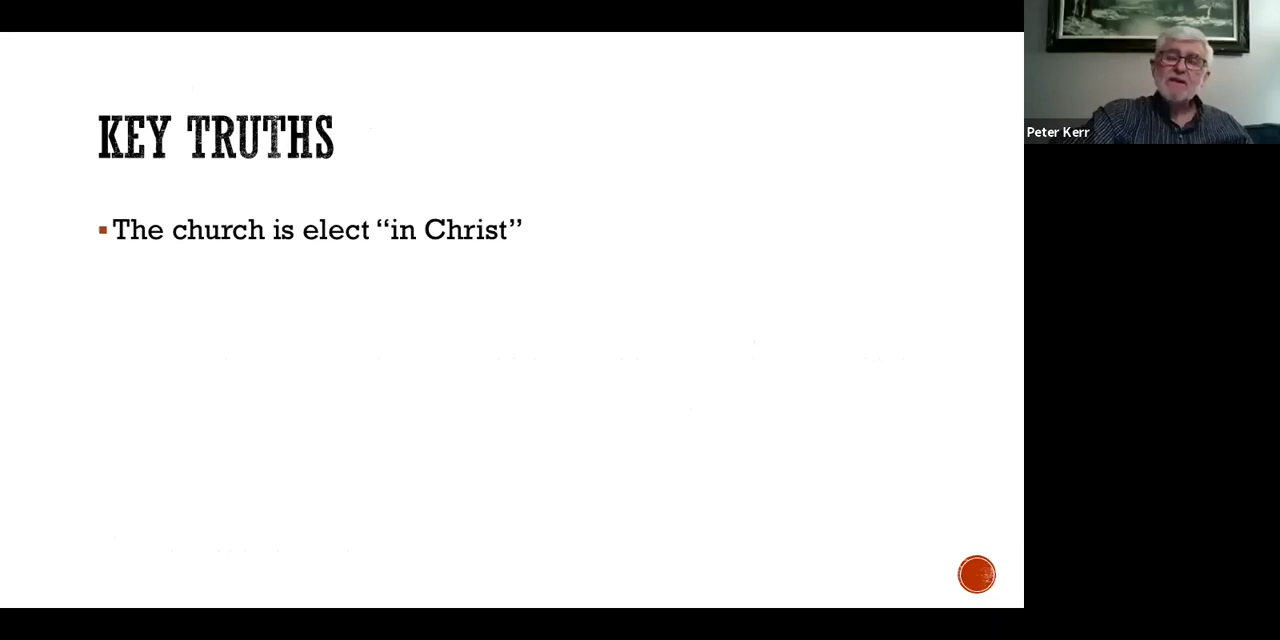 KEY TRUTHS
▪ The church is elect “in Christ”
Peter Kerr